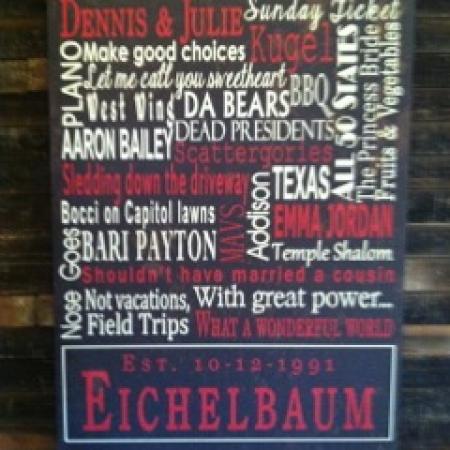 Dennis & Julie
Sunday Ticket
Kugel
PLANO
Make good choices
Let me call you sweetheart
BBQ
West Wing
DA BEARS
ALL 50 STATES
The Princess Bride
Fruits & Vegetables
AARON BAILEY
DEAD PRESIDENTS
Scattergories
Sledding down the driveway
MAVS
Addison
TEXAS
Bocci on Capitol lawns
EMMA JORDAN
Nose Goes
BARI PAYTON
Temple Shalom
Shouldn't have married a cousin
Not vacations,
Field Trips
With great power...
What a wonderful world
Est. 10-12-1991
Eichelbaum